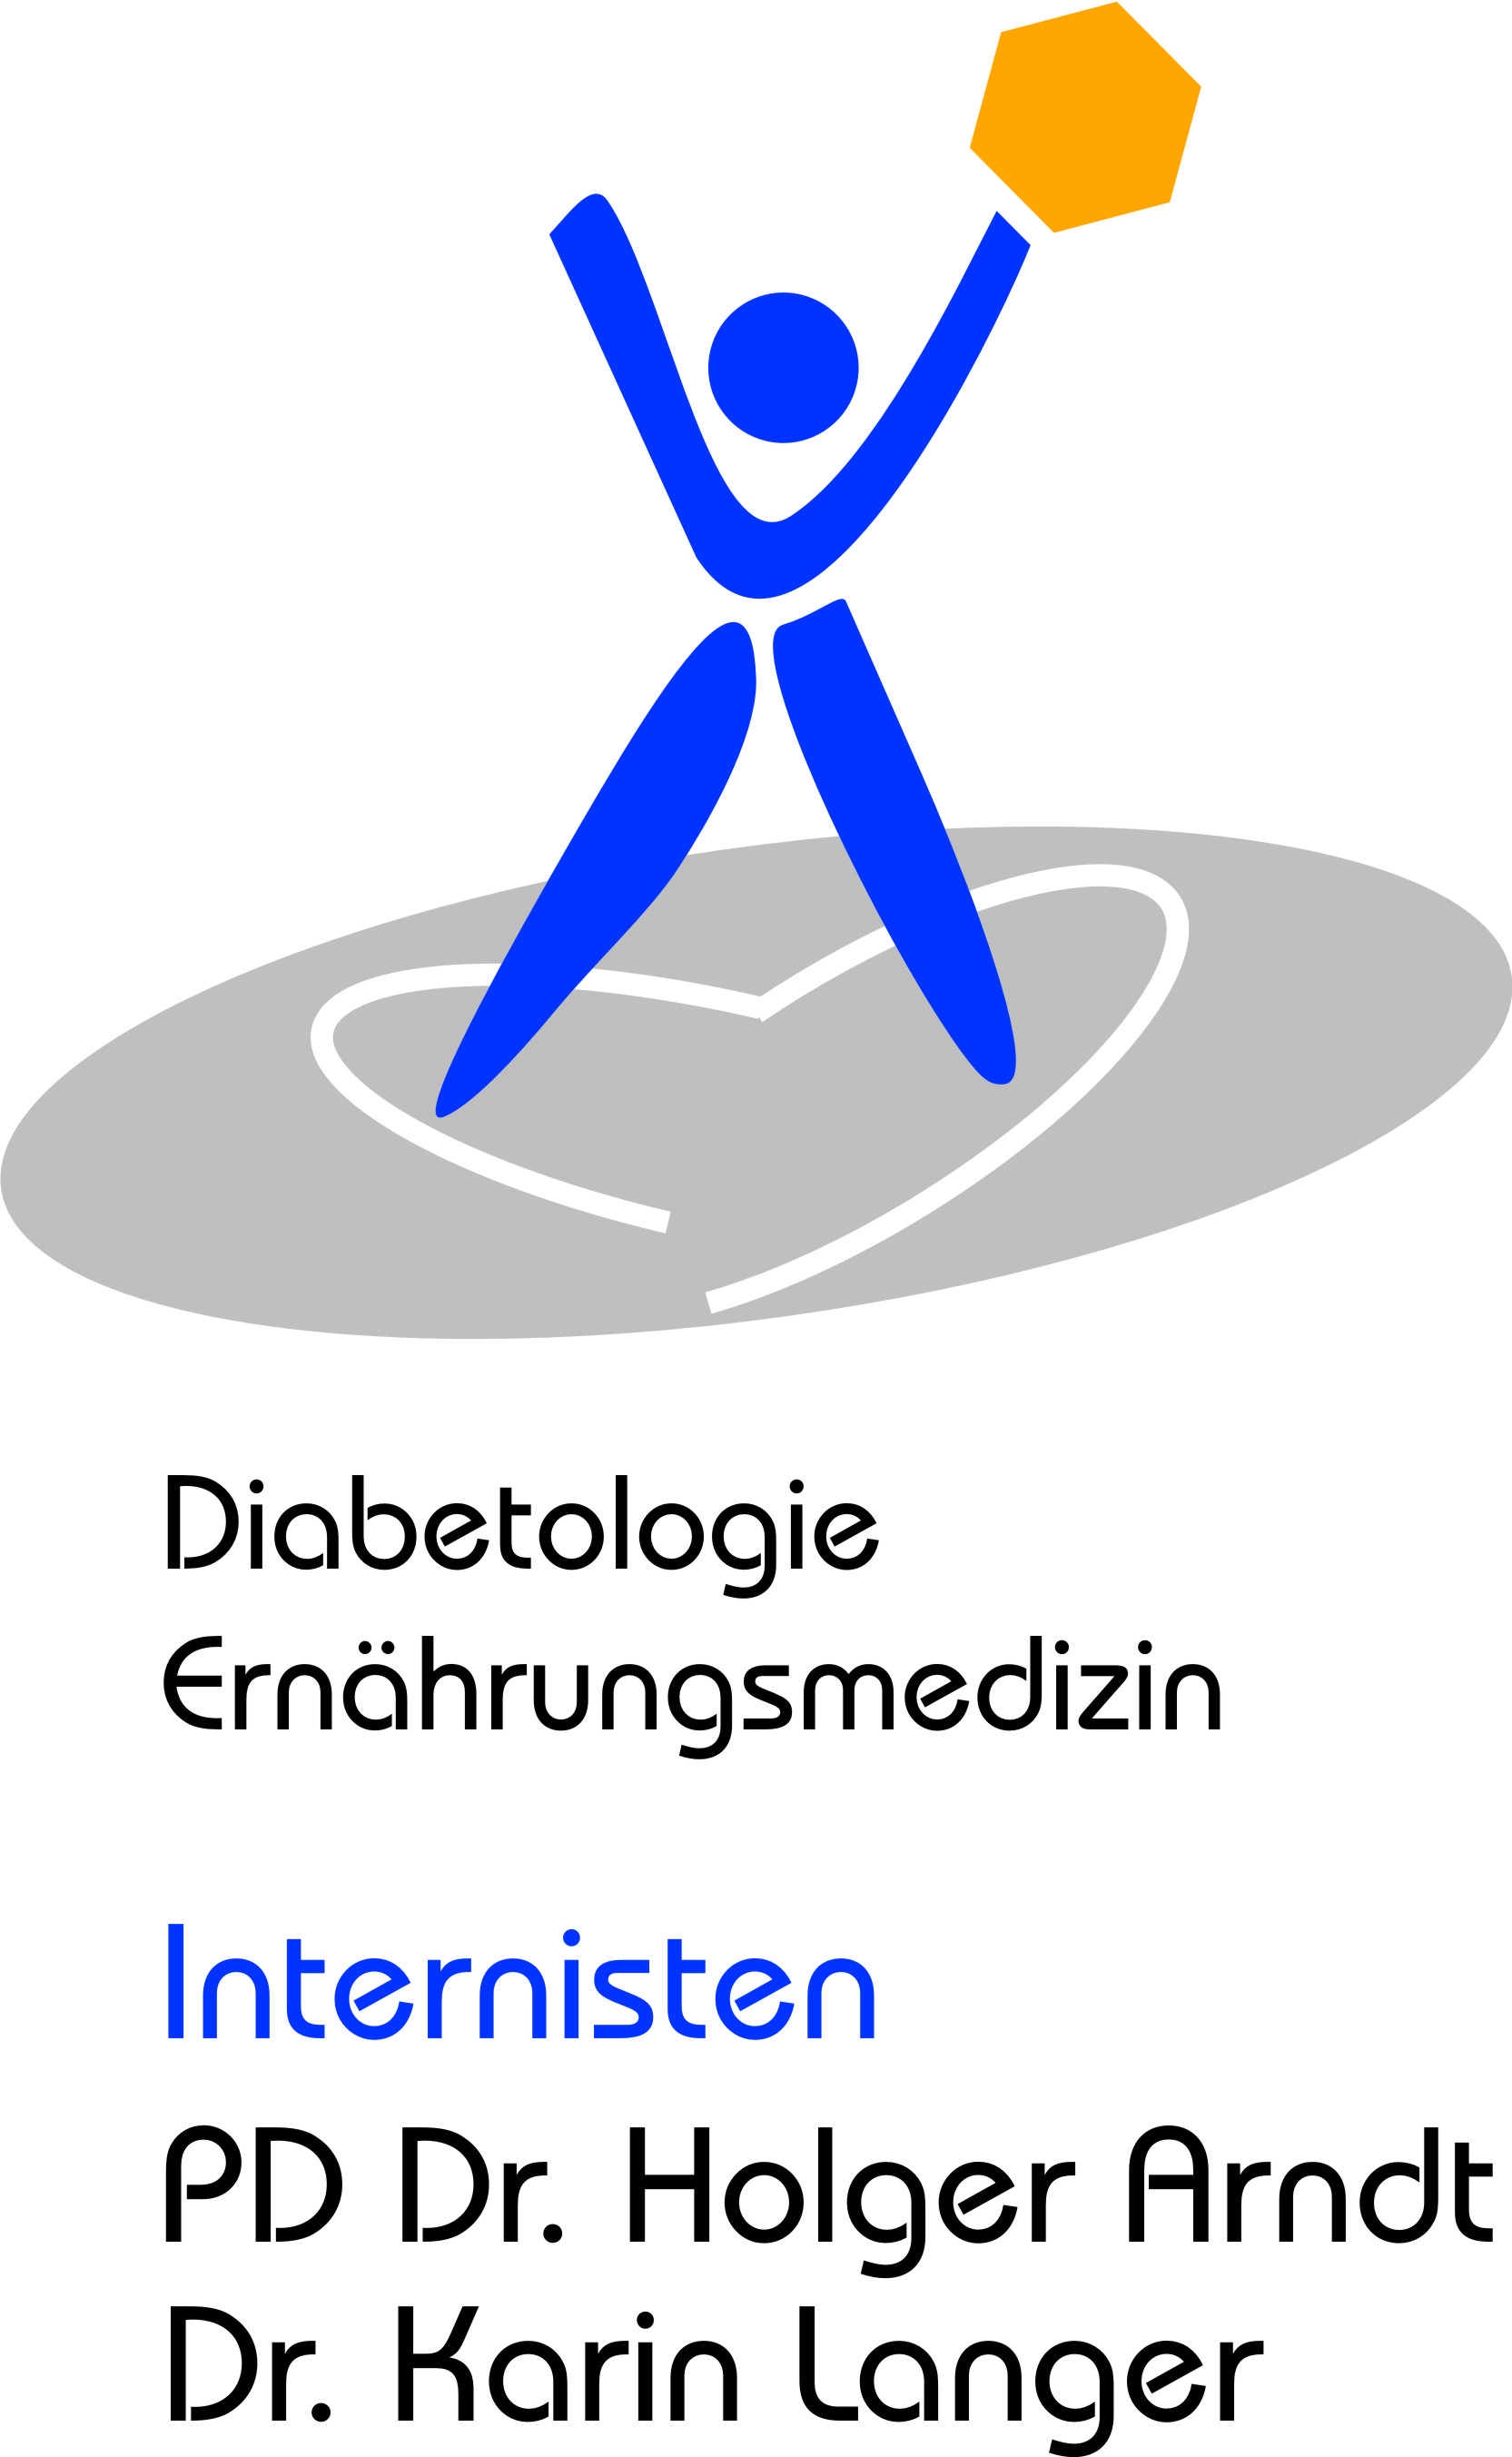 Diabetologie
Ernährungsmedizin
Internisten
PD Dr. Holger Arndt
Dr. Karin Langer